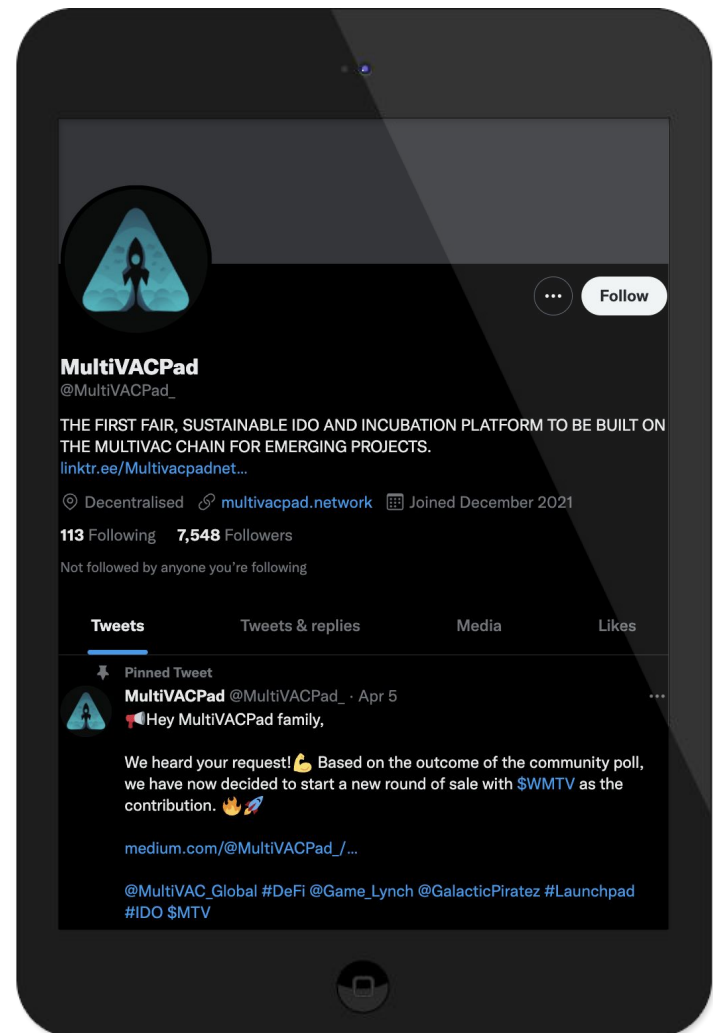 Follow
MultiVACPad
@MultiVACPad_
THE FIRST FAIR, SUSTAINABLE IDO AND INCUBATION PLATFORM TO BE BUILT ON
THE MULTIVAC CHAIN FOR EMERGING PROJECTS.
linktr.ee/Multivacpadnet...
Decentralised multivacpad.network Joined December 2021
113 Following 7,548 Followers
Not followed by anyone you're following
Tweets Tweets & replies Media Likes
Pinned Tweet
MultiVACPad @MultiVACPad_ · Apr 5
📢Hey MultiVACPad family,
We heard your request!💪 Based on the outcome of the community poll,
we have now decided to start a new round of sale with $WMTV as the
contribution. 🔥🚀
medium.com/@MultiVACPad_/...
@MultiVAC_Global #DeFi @Game_Lynch @GalacticPiratez #Launchpad
#IDO $MTV